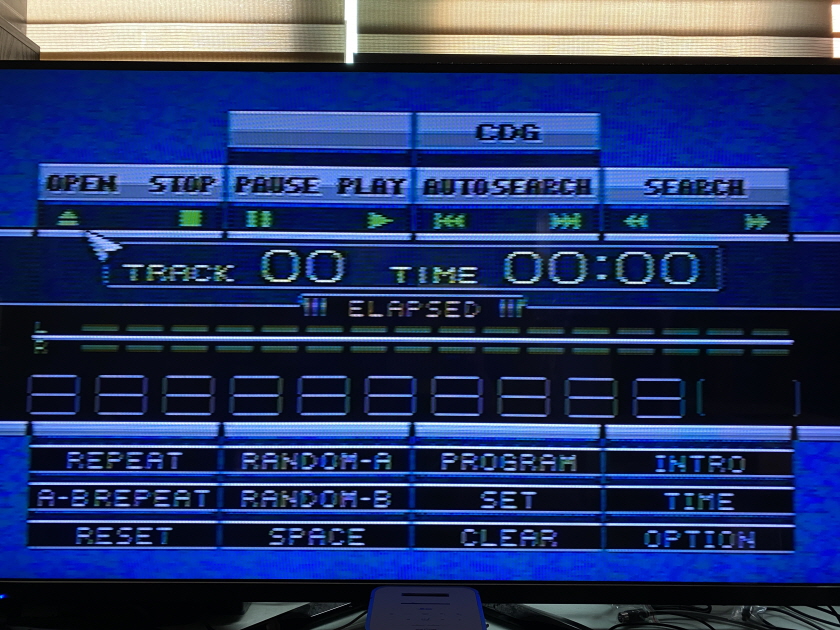 CDG
OPEN STOP PAUSE PLAY AUTOSEARCH SEARCH
TRACK 00 TIME 00:00
ELAPSED
L
R
REPEAT RANDOM-A PROGRAM INTRO
A-BREPEAT RANDOM-B SET TIME
RESET SPACE CLEAR OPTION